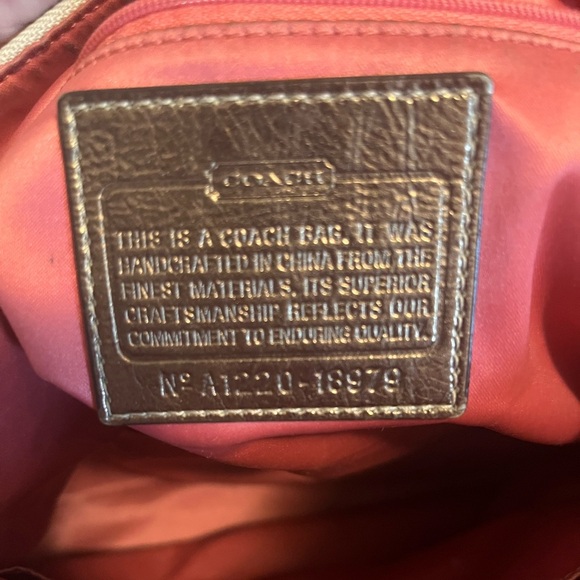 COACH
THIS IS A COACH BAG. IT WAS
HANDCRAFTED IN CHINA FROM THE
FINEST MATERIALS. ITS SUPERIOR
CRAFTSMANSHIP REFLECTS OUR
COMMITMENT TO ENDURING QUALITY.
Nº A1220-18979